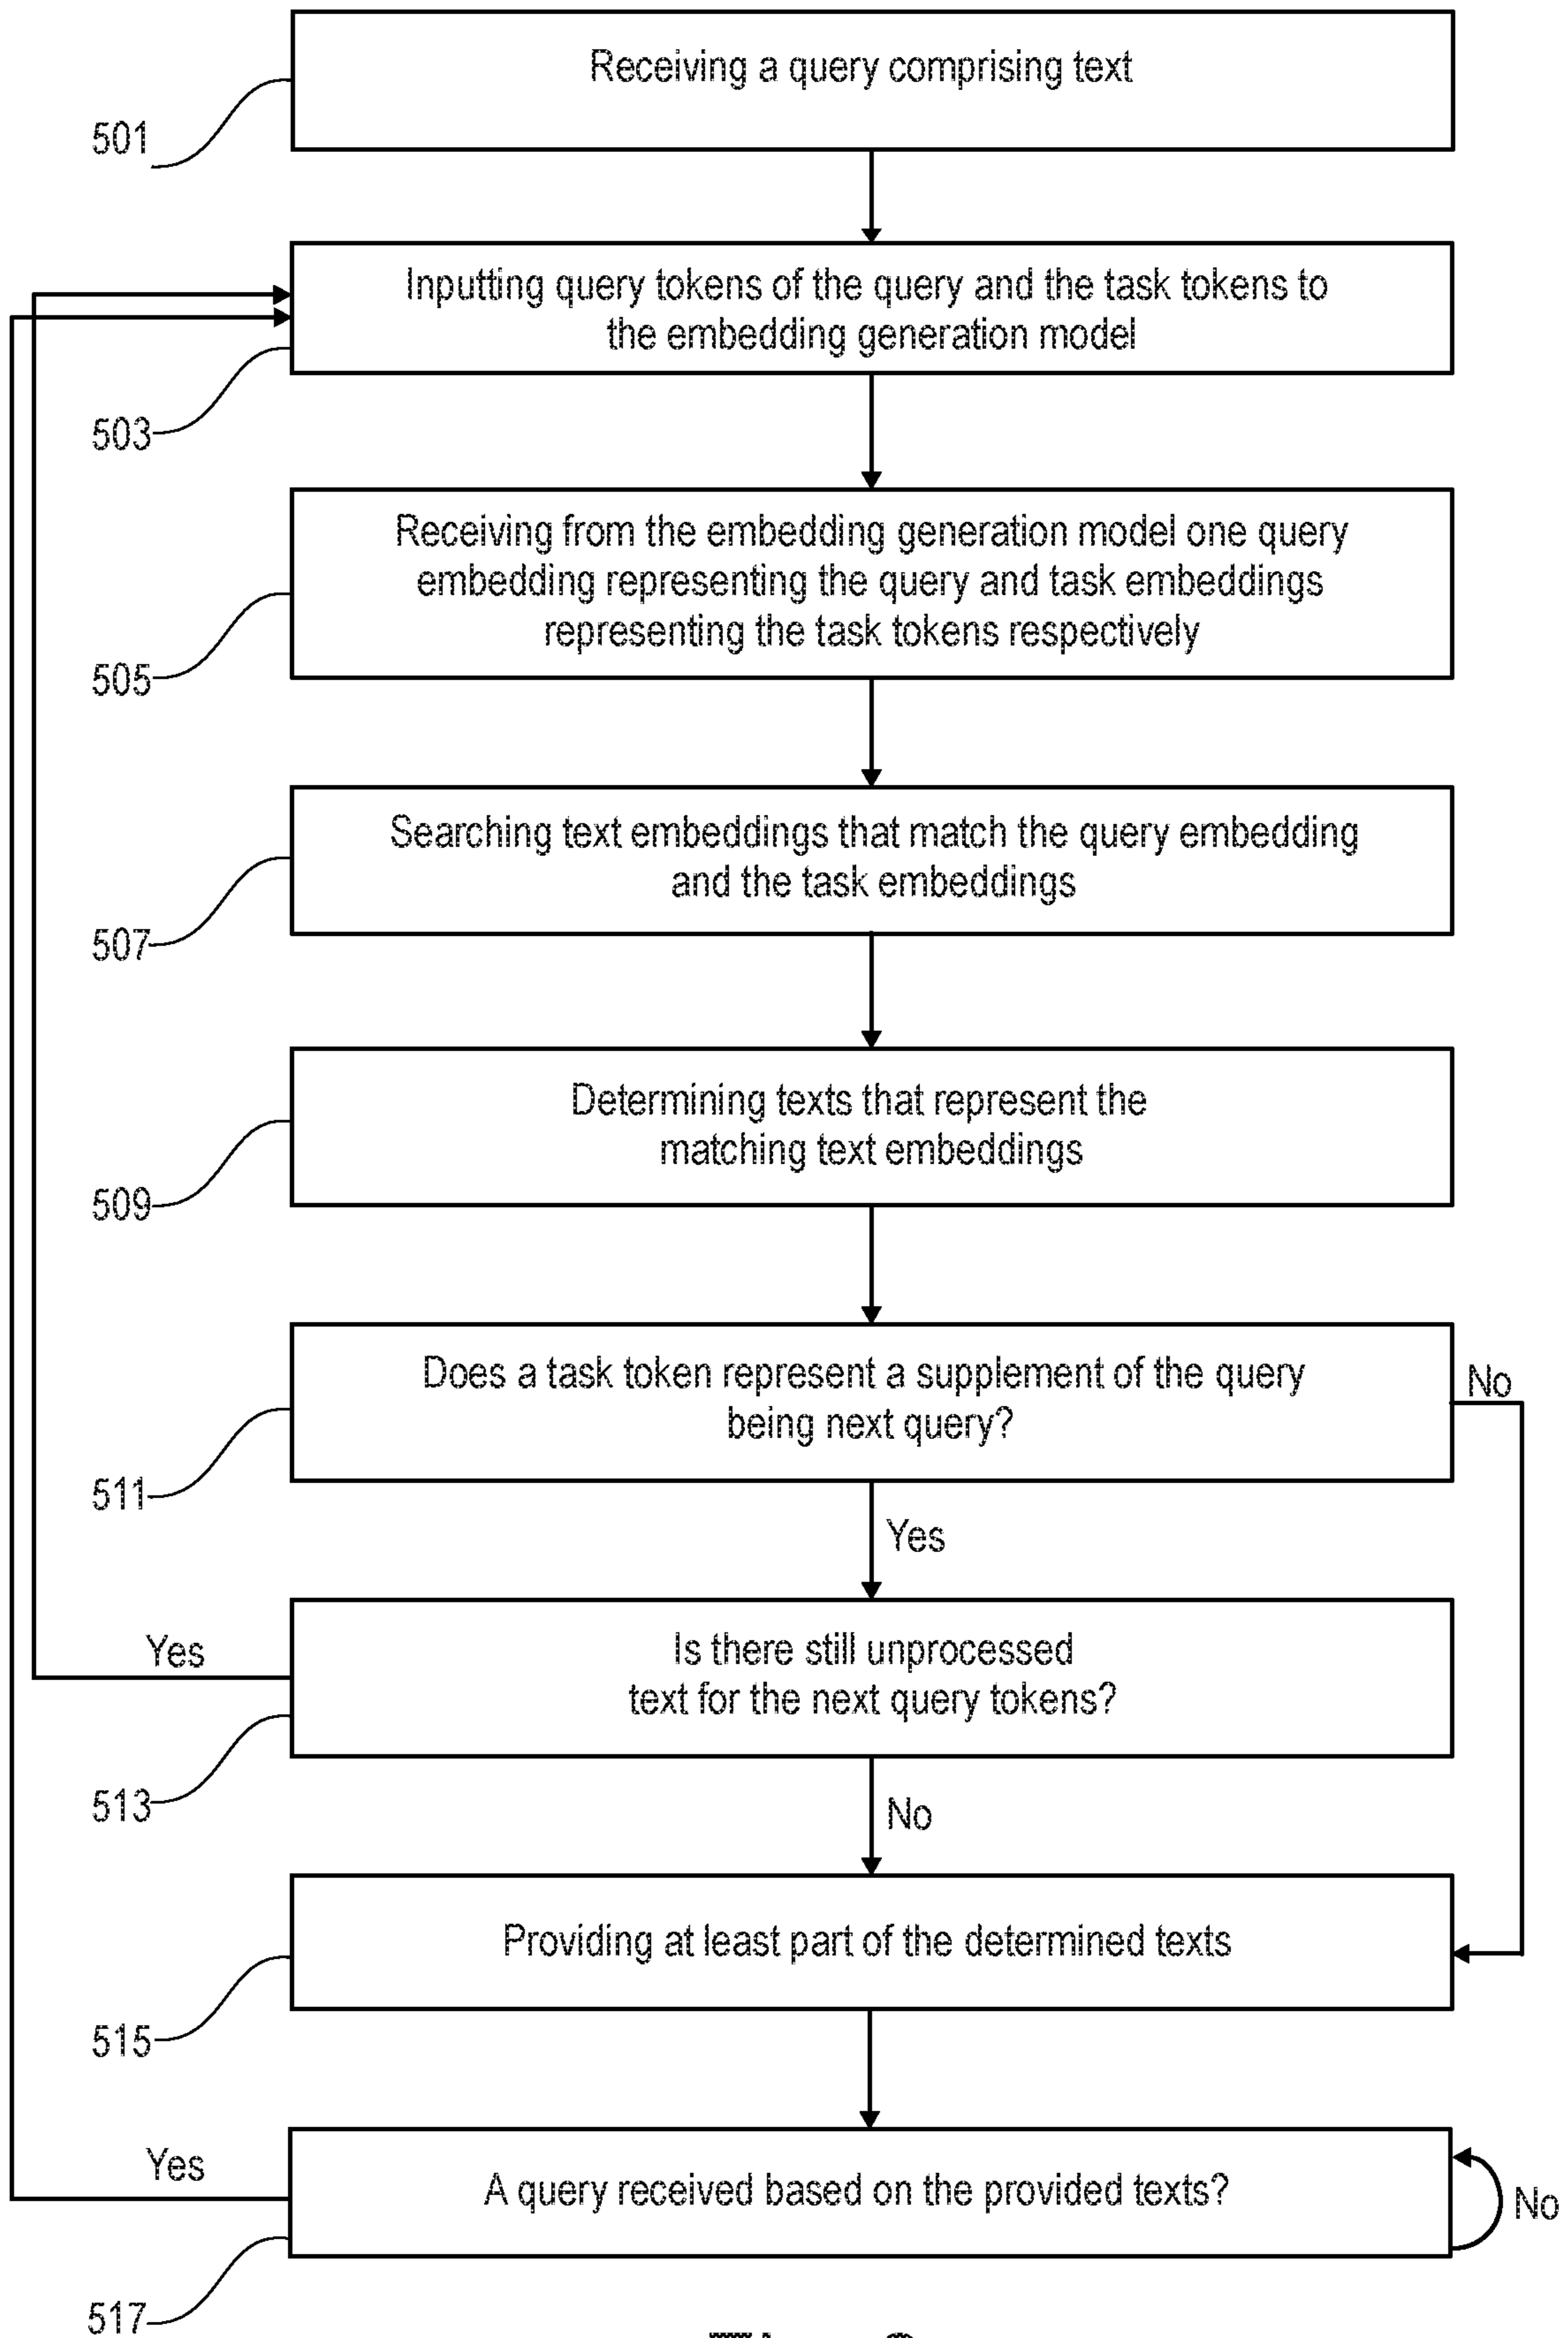 Receiving a query comprising text
501
Inputting query tokens of the query and the task tokens to
the embedding generation model
503
Receiving from the embedding generation model one query
embedding representing the query and task embeddings
representing the task tokens respectively
505
Searching text embeddings that match the query embedding
and the task embeddings
507
Determining texts that represent the
matching text embeddings
509
Does a task token represent a supplement of the query
being next query?
No
511
Yes
Is there still unprocessed
text for the next query tokens?
Yes
513
No
Providing at least part of the determined texts
515
Yes
A query received based on the provided texts?
No
517